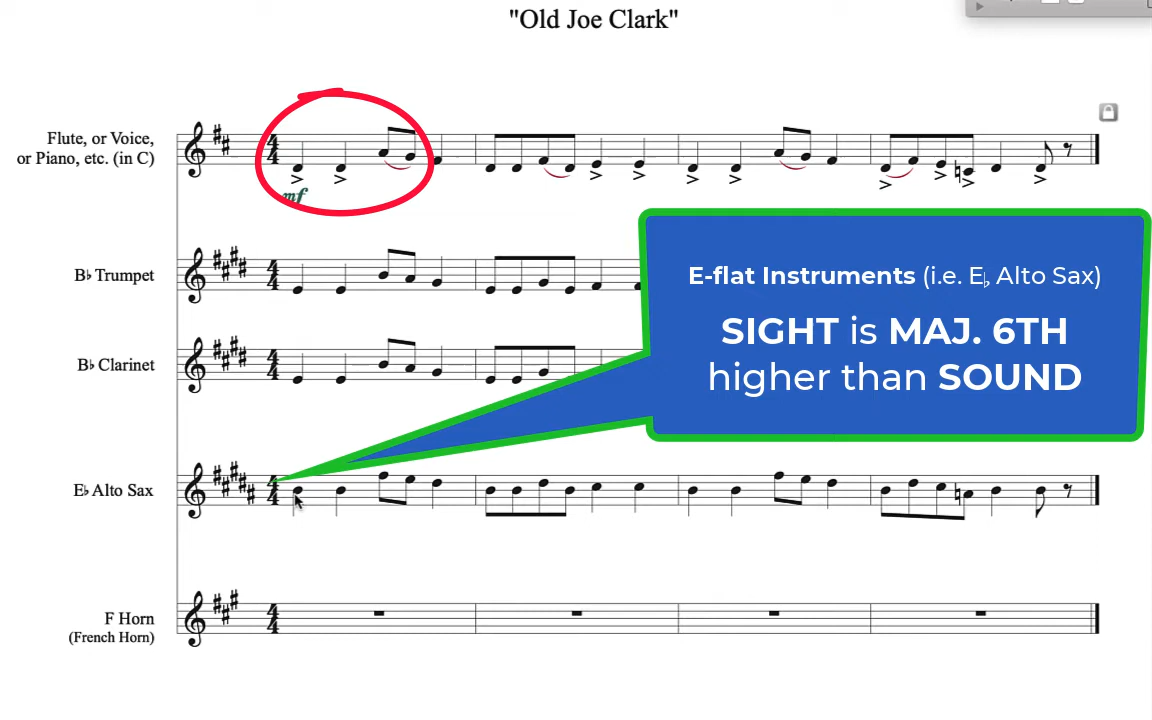 "Old Joe Clark"
Flute, or Voice,
or Piano, etc. (in C)
mf
B♭ Trumpet
E-flat Instruments (i.e. E♭ Alto Sax)
SIGHT is MAJ. 6TH
higher than SOUND
B♭ Clarinet
E♭ Alto Sax
F Horn
(French Horn)